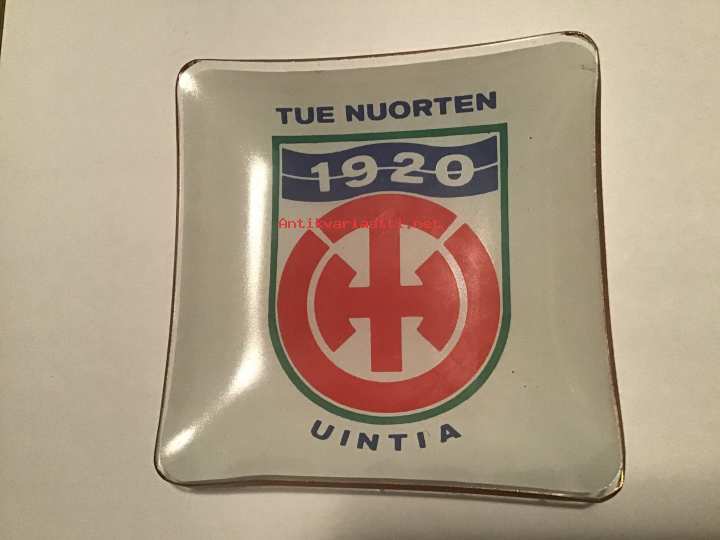 TUE NUORTEN
1920
Antikvariaatti.net
UINTIA